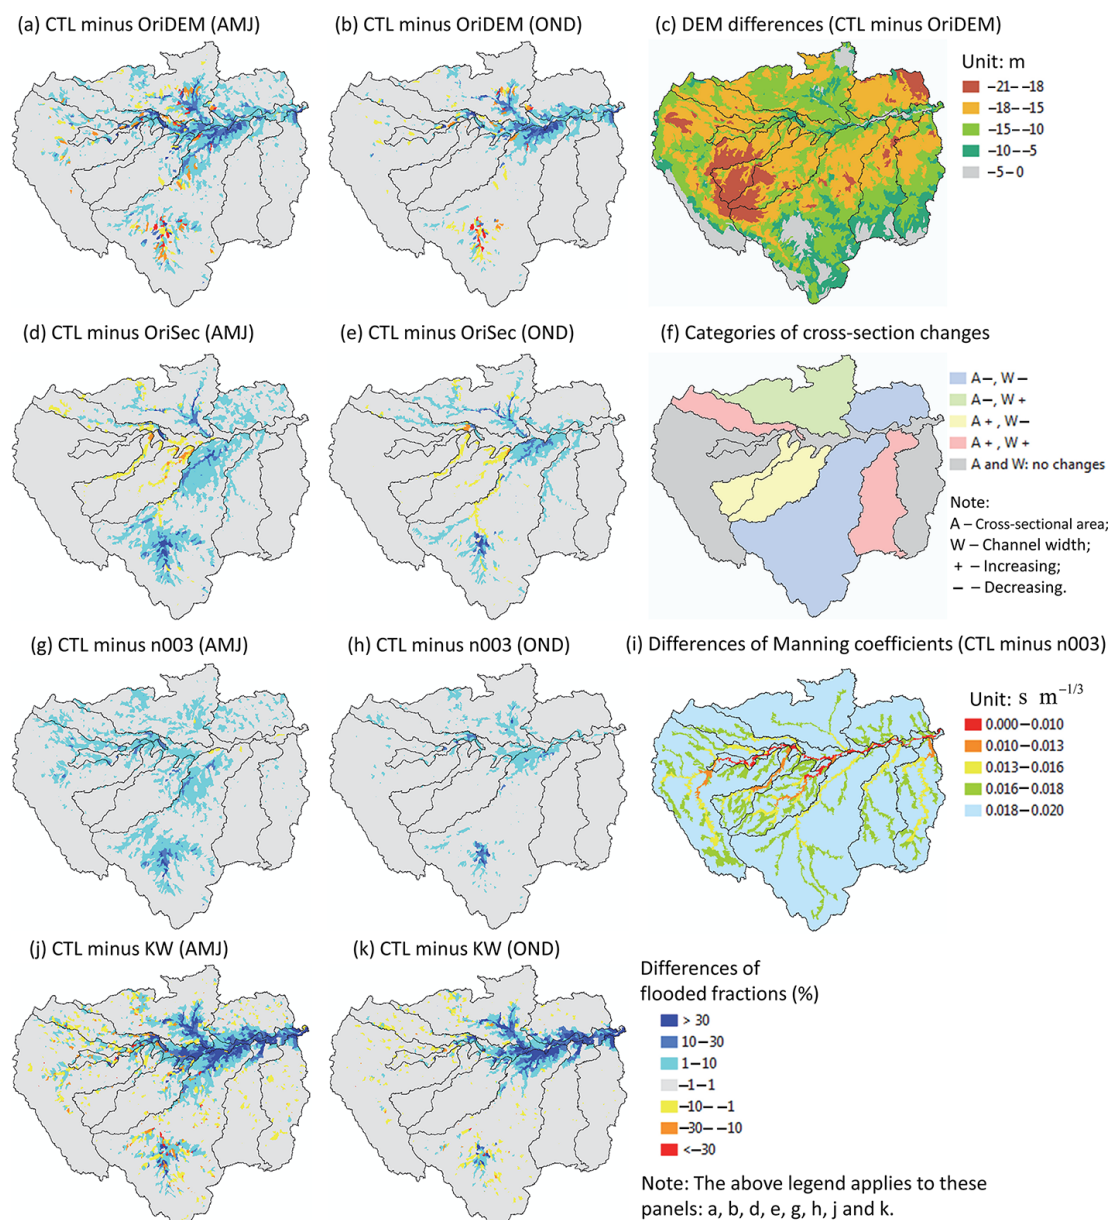 (a) CTL minus OriDEM (AMJ)
(b) CTL minus OriDEM (OND)
(c) DEM differences (CTL minus OriDEM)
Unit: m
−21−−18
−18−−15
−15−−10
−10−−5
−5−0
(d) CTL minus OriSec (AMJ)
(e) CTL minus OriSec (OND)
(f) Categories of cross-section changes
A−, W−
A−, W+
A+, W−
A+, W+
A and W: no changes
Note:
A – Cross-sectional area;
W – Channel width;
+ – Increasing;
− – Decreasing.
(g) CTL minus n003 (AMJ)
(h) CTL minus n003 (OND)
(i) Differences of Manning coefficients (CTL minus n003)
Unit: s m−1/3
0.000−0.010
0.010−0.013
0.013−0.016
0.016−0.018
0.018−0.020
(j) CTL minus KW (AMJ)
(k) CTL minus KW (OND)
Differences of
flooded fractions (%)
> 30
10−30
1−10
−1−1
−10−−1
−30−−10
<−30
Note: The above legend applies to these
panels: a, b, d, e, g, h, j and k.